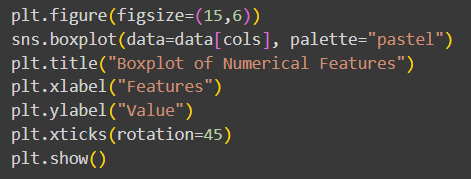 plt.figure(figsize=(15,6))
sns.boxplot(data=data[cols], palette="pastel")
plt.title("Boxplot of Numerical Features")
plt.xlabel("Features")
plt.ylabel("Value")
plt.xticks(rotation=45)
plt.show()